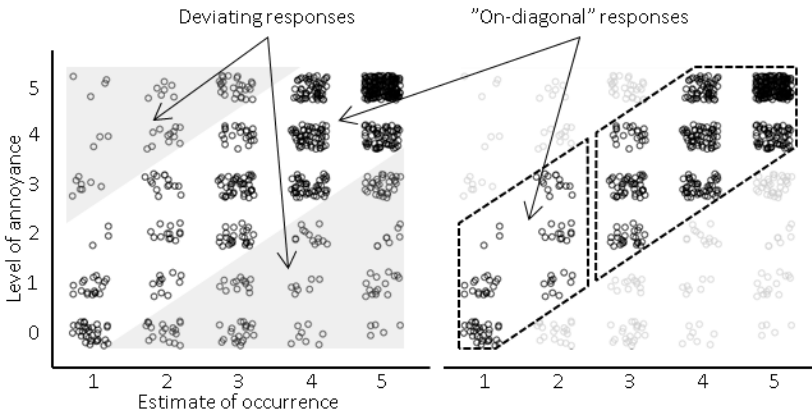 Deviating responses
”On-diagonal” responses
Level of annoyance
5
4
3
2
1
0
1 2 3 4 5 1 2 3 4 5
Estimate of occurrence